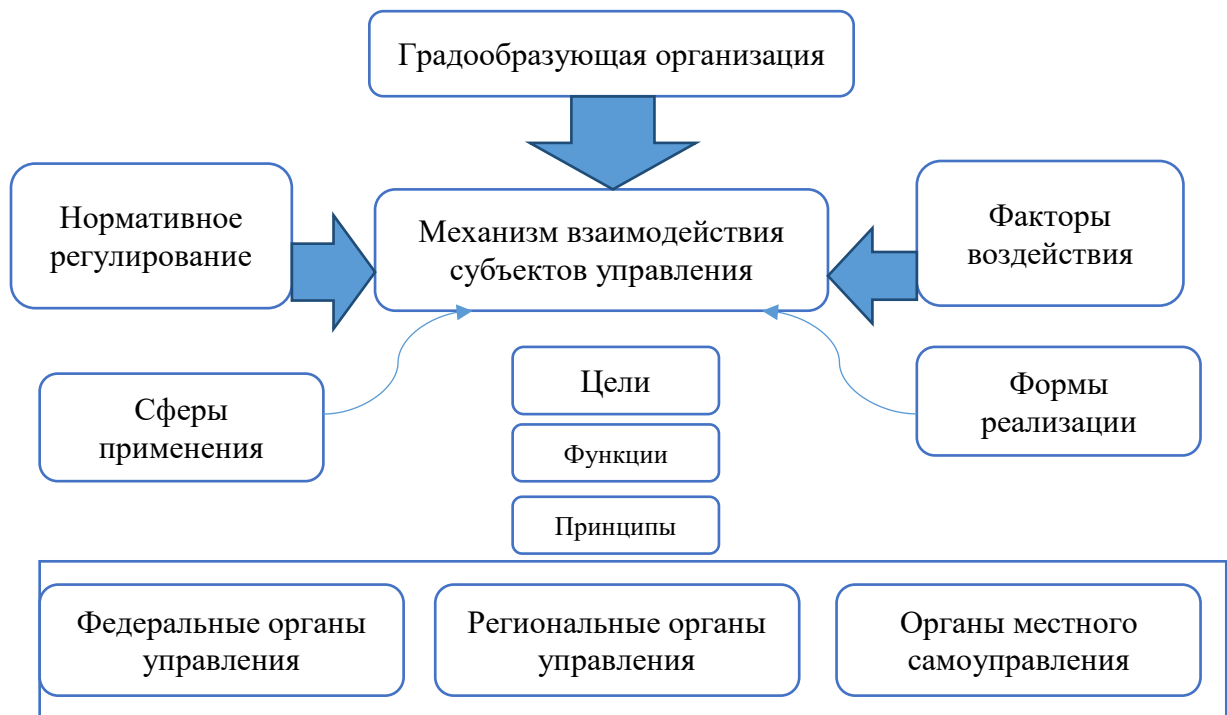 Градообразующая организация
Нормативное
регулирование
Механизм взаимодействия
субъектов управления
Факторы
воздействия
Сферы
применения
Цели
Функции
Принципы
Формы
реализации
Федеральные органы
управления
Региональные органы
управления
Органы местного
самоуправления